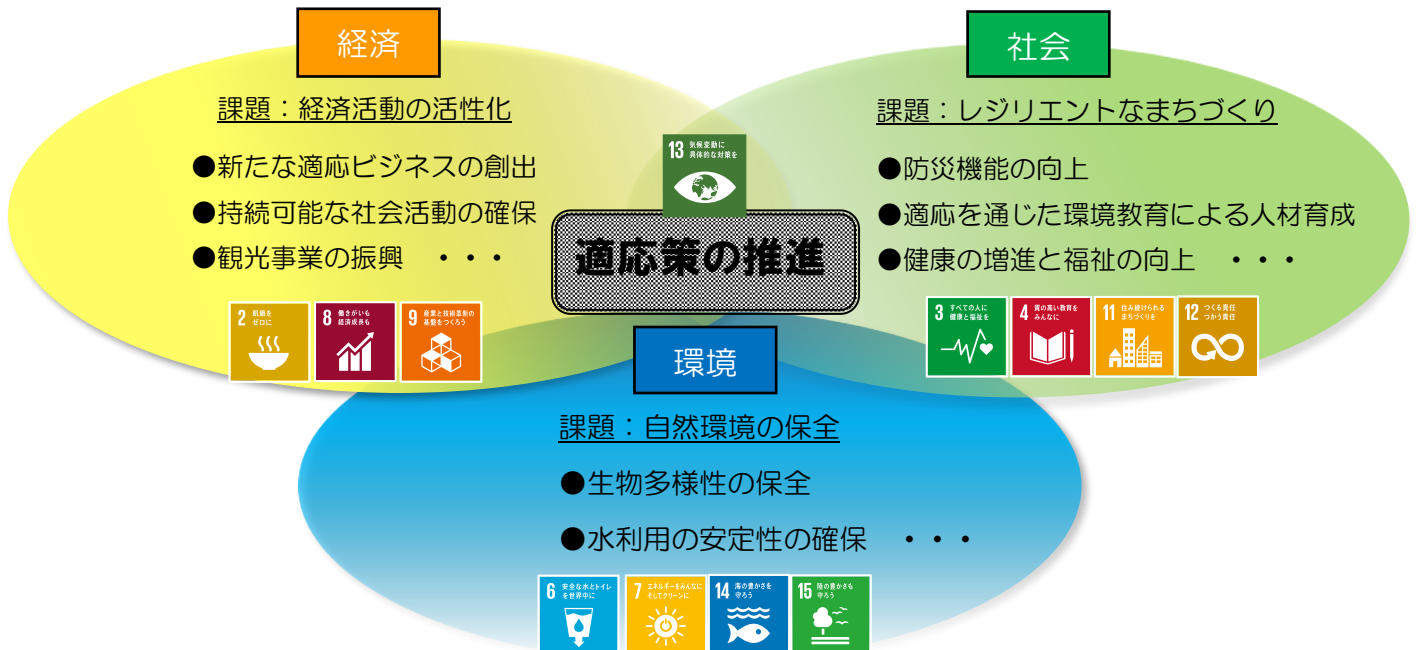 経済
課題：経済活動の活性化
●新たな適応ビジネスの創出
●持続可能な社会活動の確保
●観光事業の振興　・・・
2 飢餓を
ゼロに
8 働きがいも
経済成長も
9 産業と技術革新の
基盤をつくろう
13 気候変動に
具体的な対策を
適応策の推進
社会
課題：レジリエントなまちづくり
●防災機能の向上
●適応を通じた環境教育による人材育成
●健康の増進と福祉の向上　・・・
3 すべての人に
健康と福祉を
4 質の高い教育を
みんなに
11 住み続けられる
まちづくりを
12 つくる責任
つかう責任
環境
課題：自然環境の保全
●生物多様性の保全
●水利用の安定性の確保　・・・
6 安全な水とトイレ
を世界中に
7 エネルギーをみんなに
そしてクリーンに
14 海の豊かさを
守ろう
15 陸の豊かさも
守ろう